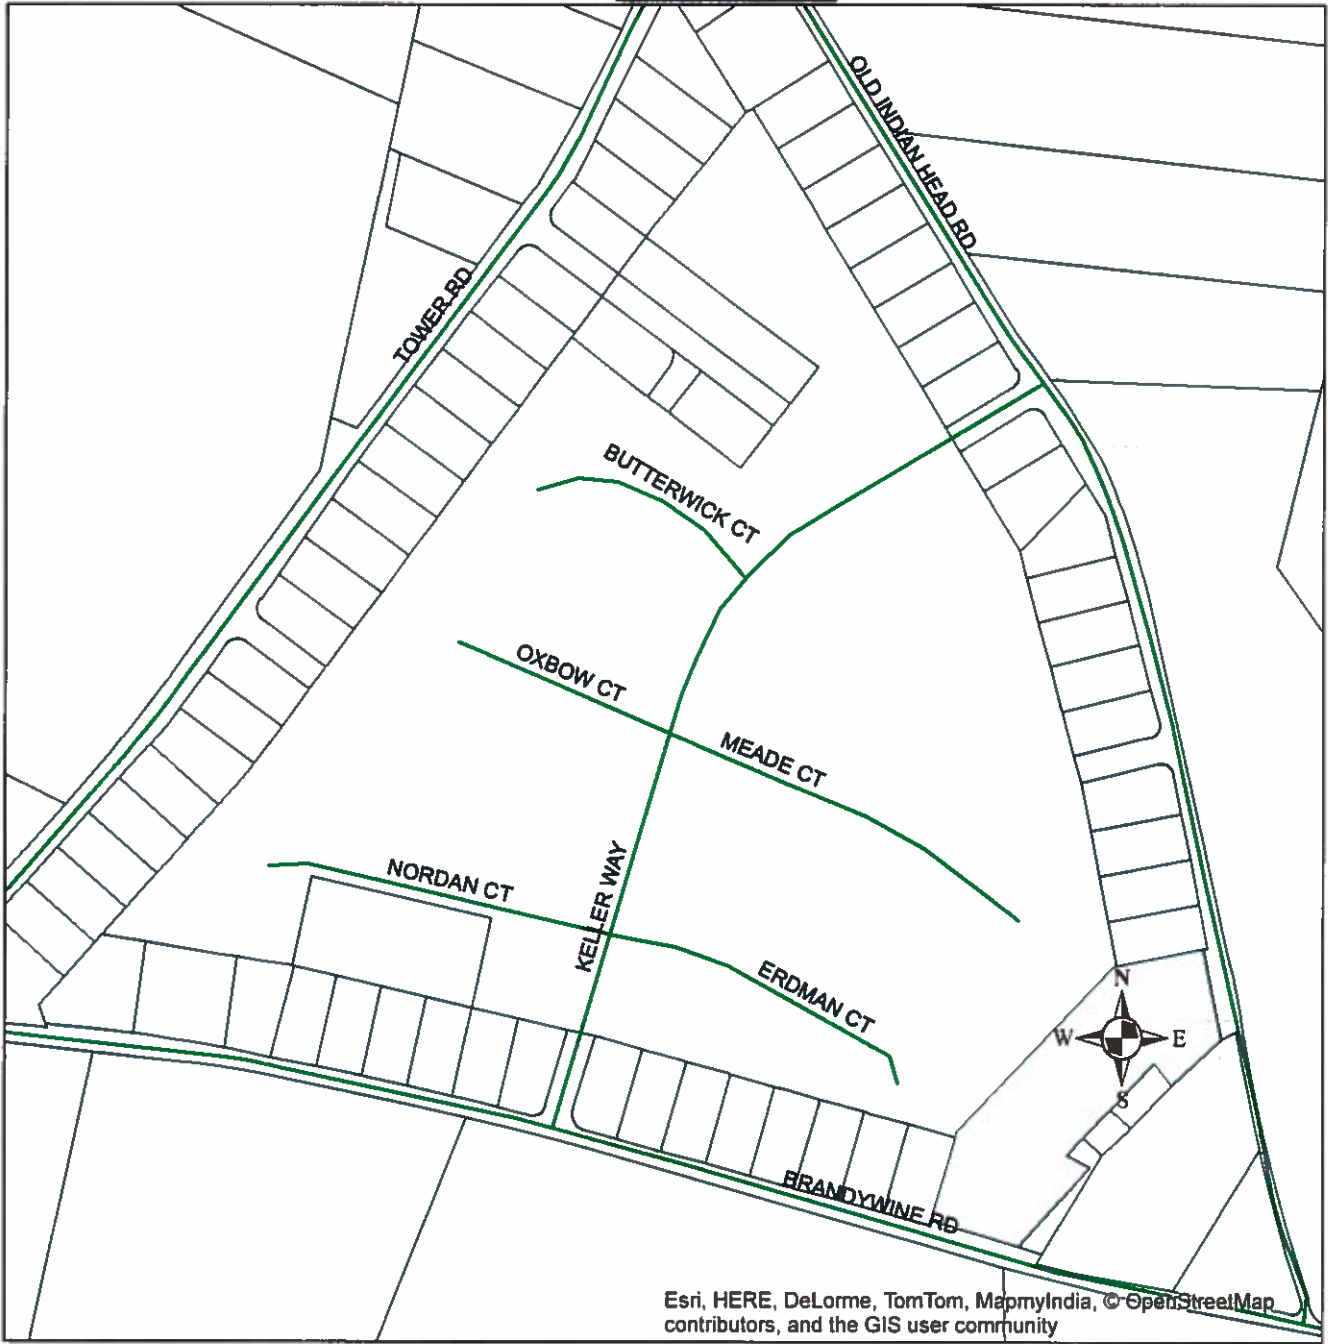 OLD INDIAN HEAD RD
TOWER RD
BUTTERWICK CT
OXBOW CT
MEADE CT
KELLER WAY
NORDAN CT
ERDMAN CT
N
W E
S
BRANDYWINE RD
Esri, HERE, DeLorme, TomTom, MapmyIndia, © OpenStreetMap
contributors, and the GIS user community